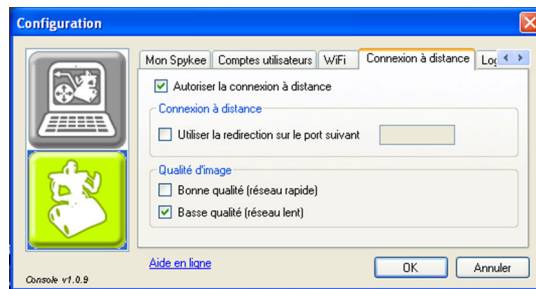 Configuration
Mon Spykee
Comptes utilisateurs
WiFi
Connexion à distance
Autoriser la connexion à distance
Connexion à distance
Utiliser la redirection sur le port suivant
Qualité d'image
Bonne qualité (réseau rapide)
Basse qualité (réseau lent)
Aide en ligne
OK
Annuler
Console v1.0.9